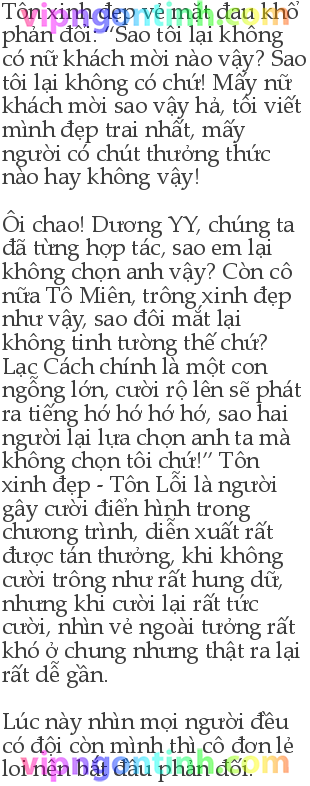 Tôn xinh đẹp vẻ mặt đau khổ
vipngontinh.com
phản đối: "Sao tôi lại không
có nữ khách mời nào vậy? Sao
tôi lại không có chứ! Mấy nữ
khách mời sao vậy hả, tôi viết
mình đẹp trai nhất, mấy
người có chút thưởng thức
nào hay không vậy!
Ôi chao! Dương YY, chúng ta
đã từng hợp tác, sao em lại
không chọn anh vậy? Còn cô
nữa Tô Miên, trông xinh đẹp
như vậy, sao đôi mắt lại
không tinh tường thế chứ?
Lạc Cách chính là một con
ngỗng lớn, cười rộ lên sẽ phát
ra tiếng hớ hớ hớ hớ, sao hai
người lại lựa chọn anh ta mà
không chọn tôi chứ!" Tôn
xinh đẹp - Tôn Lỗi là người
gây cười điển hình trong
chương trình, diễn xuất rất
được tán thưởng, khi không
cười trông như rất hung dữ,
nhưng khi cười lại rất tức
cười, nhìn vẻ ngoài tưởng rất
khó ở chung nhưng thật ra lại
rất dễ gần.
Lúc này nhìn mọi người đều
có đội còn mình thì cô đơn lẻ
loi nên bắt đầu phản đối.
vipngontinh.com